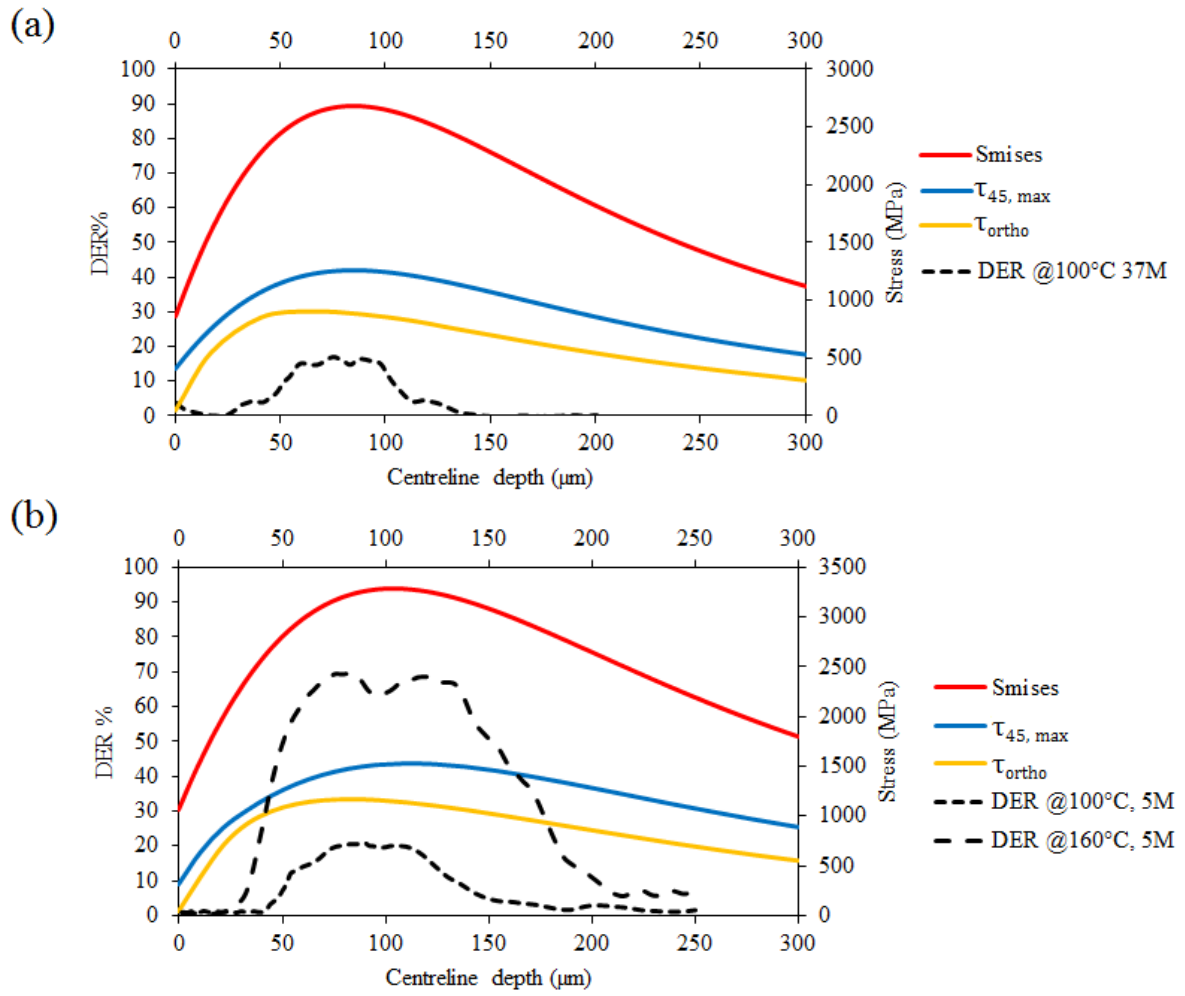 (a)
0 50 100 150 200 250 300
100 3000
90
80 2500
70
60 2000
50 1500
40
30 1000
20 500
10
0 0
DER%
Stress (MPa)
Smises
τ45, max
τortho
DER @100°C 37M
0 50 100 150 200 250 300
Centreline depth (μm)
(b)
0 50 100 150 200 250 300
100 3500
90 3000
80
70 2500
60 2000
50
40 1500
30 1000
20
10 500
0 0
DER %
Stress (MPa)
Smises
τ45, max
τortho
DER @100°C, 5M
DER @160°C, 5M
0 50 100 150 200 250 300
Centreline depth (μm)